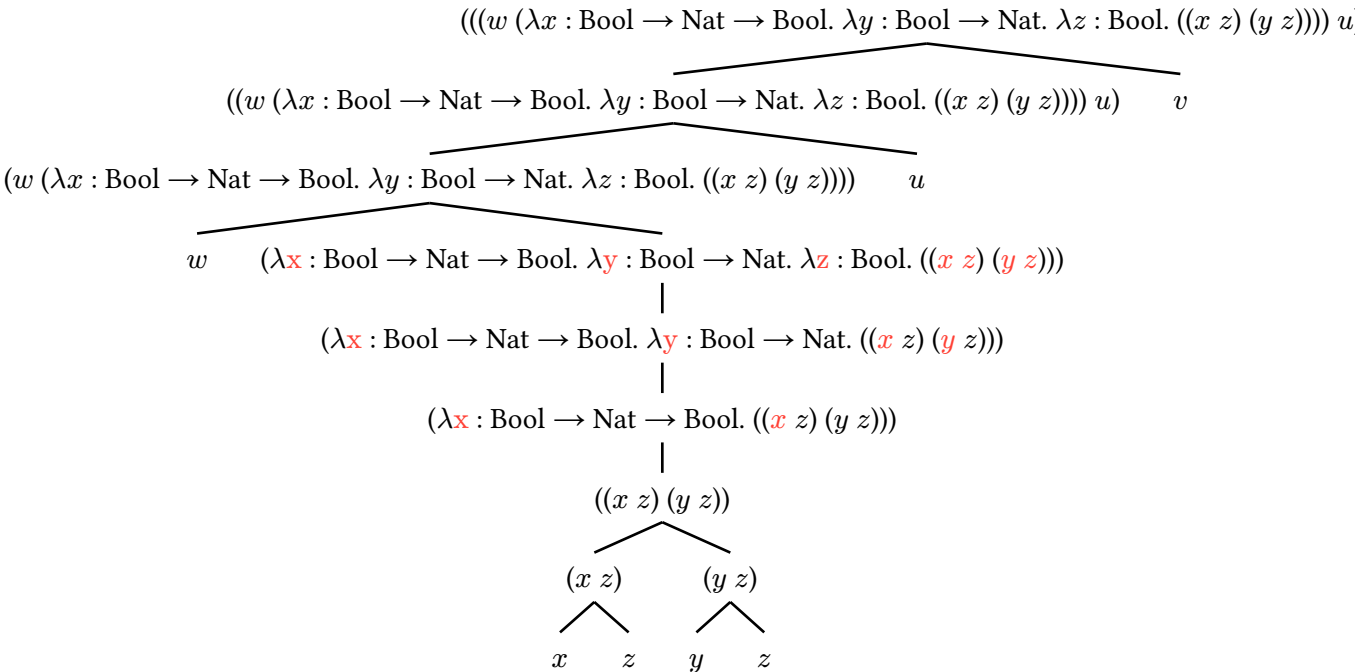 (((w (λx : Bool → Nat → Bool. λy : Bool → Nat. λz : Bool. ((x z) (y z)))) u)
((w (λx : Bool → Nat → Bool. λy : Bool → Nat. λz : Bool. ((x z) (y z)))) u) v
(w (λx : Bool → Nat → Bool. λy : Bool → Nat. λz : Bool. ((x z) (y z)))) u
w (λx : Bool → Nat → Bool. λy : Bool → Nat. λz : Bool. ((x z) (y z)))
(λx : Bool → Nat → Bool. λy : Bool → Nat. ((x z) (y z)))
(λx : Bool → Nat → Bool. ((x z) (y z)))
((x z) (y z))
(x z) (y z)
x z y z